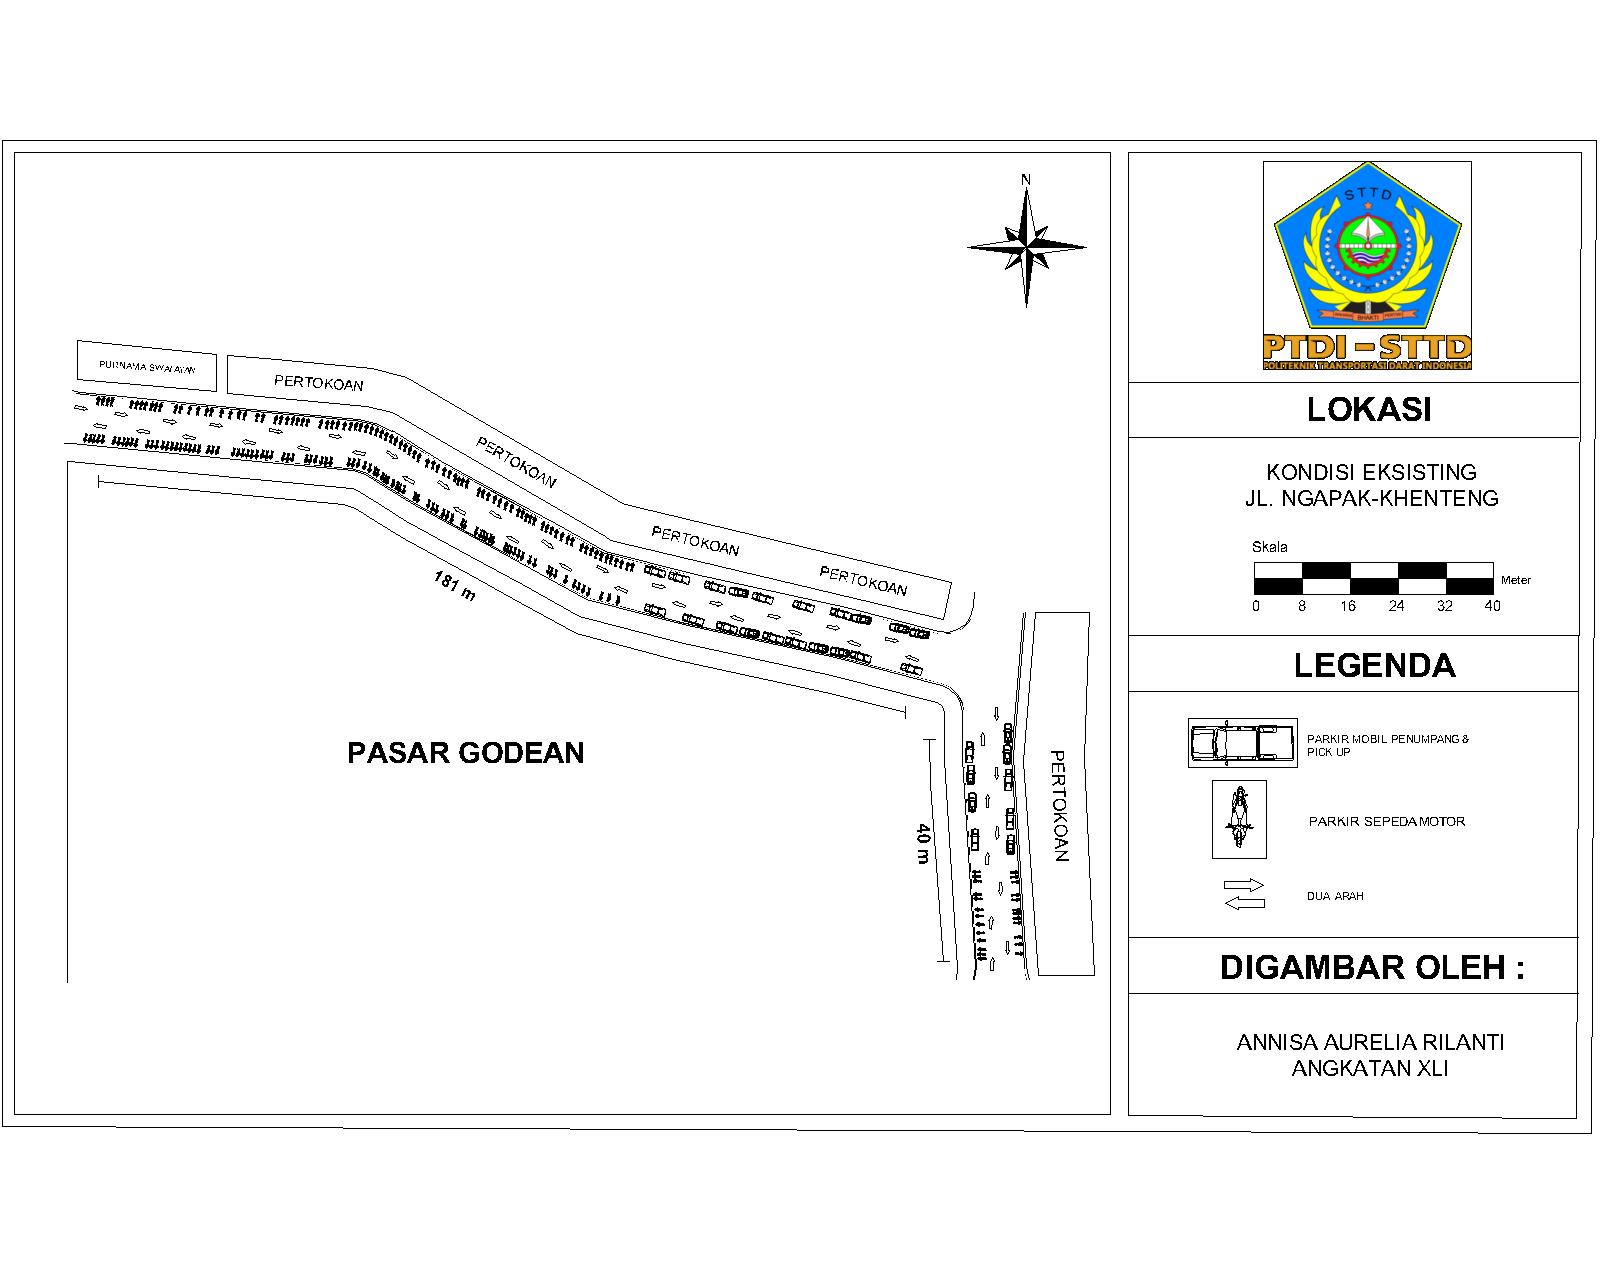 N
PURNAMA SWALAYAN
PERTOKOAN
PERTOKOAN
PERTOKOAN
PERTOKOAN
181 m
PASAR GODEAN
40 m
PERTOKOAN
STTD
BHAKTI
PTDI - STTD
POLITEKNIK TRANSPORTASI DARAT INDONESIA
LOKASI
KONDISI EKSISTING
JL. NGAPAK-KHENTENG
Skala
Meter
0 8 16 24 32 40
LEGENDA
PARKIR MOBIL PENUMPANG &
PICK UP
PARKIR SEPEDA MOTOR
DUA ARAH
DIGAMBAR OLEH :
ANNISA AURELIA RILANTI
ANGKATAN XLI